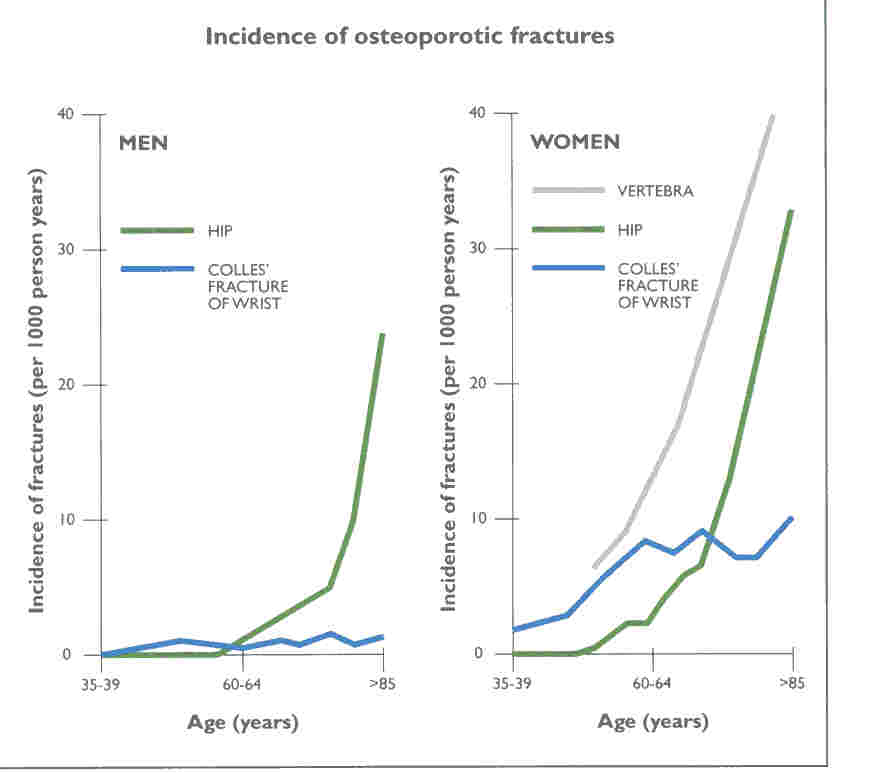 Incidence of osteoporotic fractures
MEN
HIP
COLLES'
FRACTURE
OF WRIST
Incidence of fractures (per 1000 person years)
40
30
20
10
0
35-39
60-64
>85
Age (years)
WOMEN
VERTEBRA
HIP
COLLES'
FRACTURE
OF WRIST
Incidence of fractures (per 1000 person years)
40
30
20
10
0
35-39
60-64
>85
Age (years)